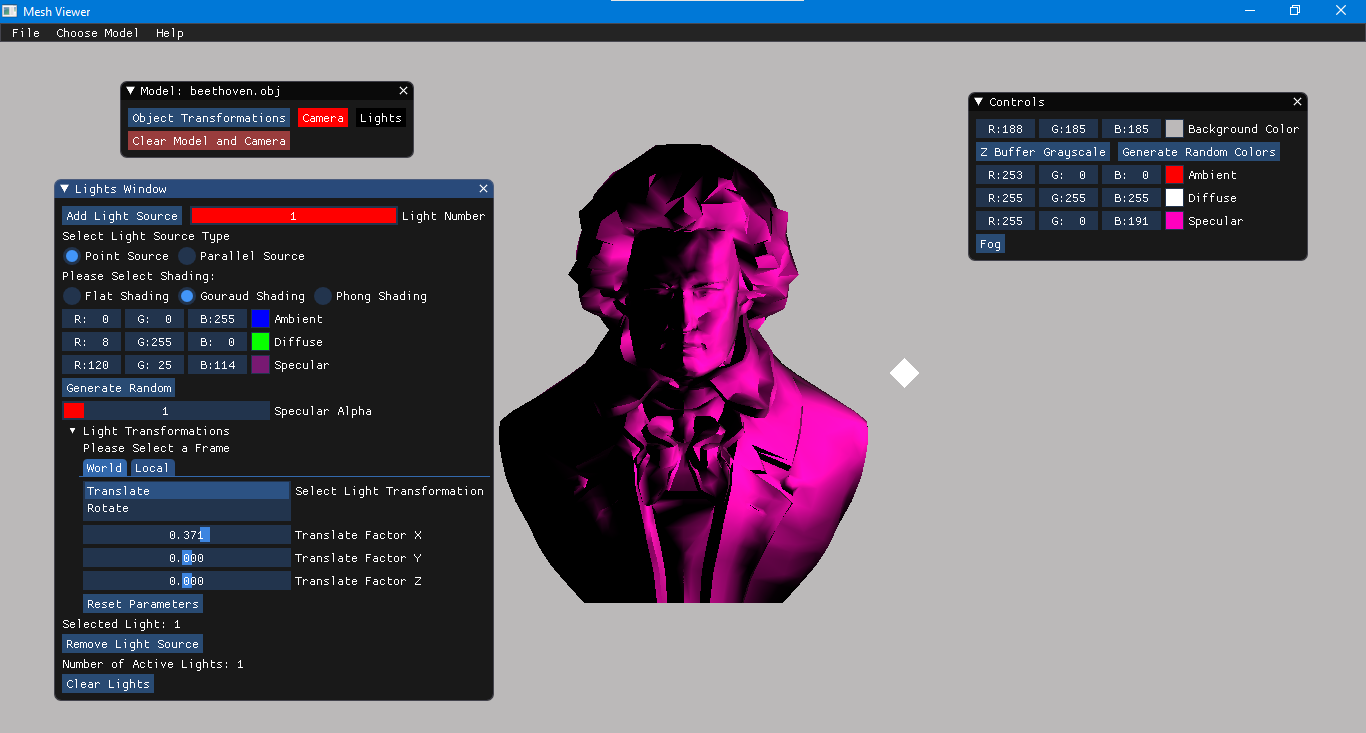 Mesh Viewer
File Choose Model Help
Model: beethoven.obj
Object Transformations Camera Lights
Clear Model and Camera
Lights Window
Add Light Source 1 Light Number
Select Light Source Type
Point Source Parallel Source
Please Select Shading:
Flat Shading Gouraud Shading Phong Shading
R: 0 G: 0 B:255 Ambient
R: 8 G:255 B: 0 Diffuse
R:120 G: 25 B:114 Specular
Generate Random
1 Specular Alpha
Light Transformations
Please Select a Frame
World Local
Translate Select Light Transformation
Rotate
0.371 Translate Factor X
0.000 Translate Factor Y
0.000 Translate Factor Z
Reset Parameters
Selected Light: 1
Remove Light Source
Number of Active Lights: 1
Clear Lights
Controls
R:188 G:185 B:185 Background Color
Z Buffer Grayscale Generate Random Colors
R:253 G: 0 B: 0 Ambient
R:255 G:255 B:255 Diffuse
R:255 G: 0 B:191 Specular
Fog